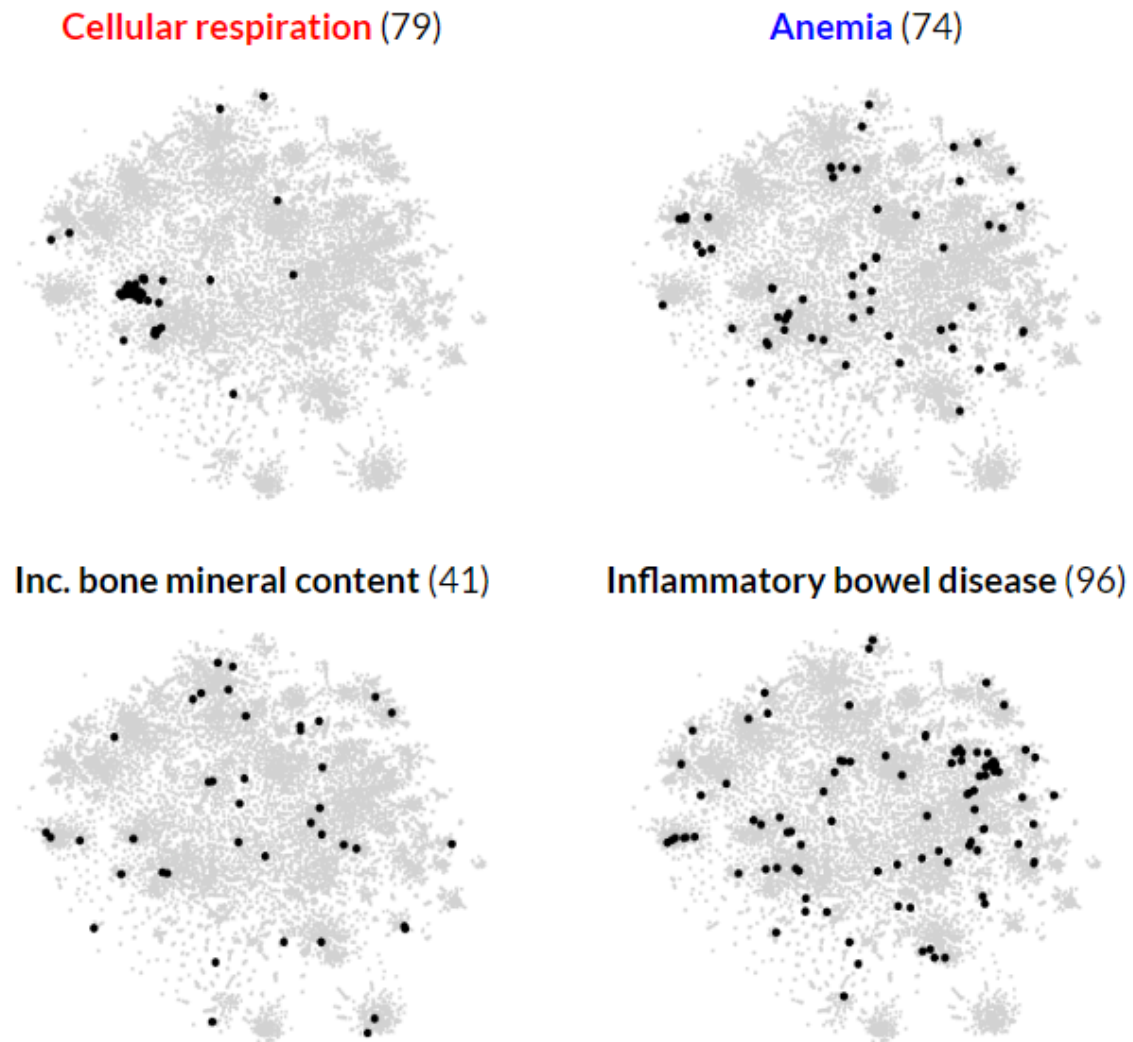 Cellular respiration (79)
Anemia (74)
Inc. bone mineral content (41)
Inflammatory bowel disease (96)